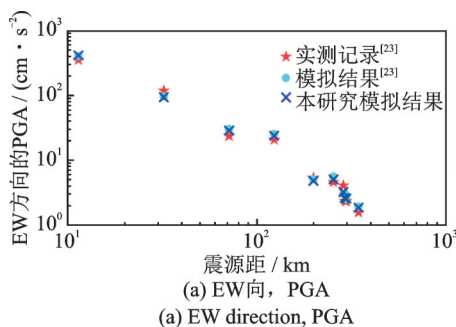 10³
10²
10¹
10⁰
EW方向的PGA / (cm·s⁻²)
★实测记录[23]
●模拟结果[23]
×本研究模拟结果
10¹
10²
10³
震源距 / km
(a) EW向，PGA
(a) EW direction, PGA